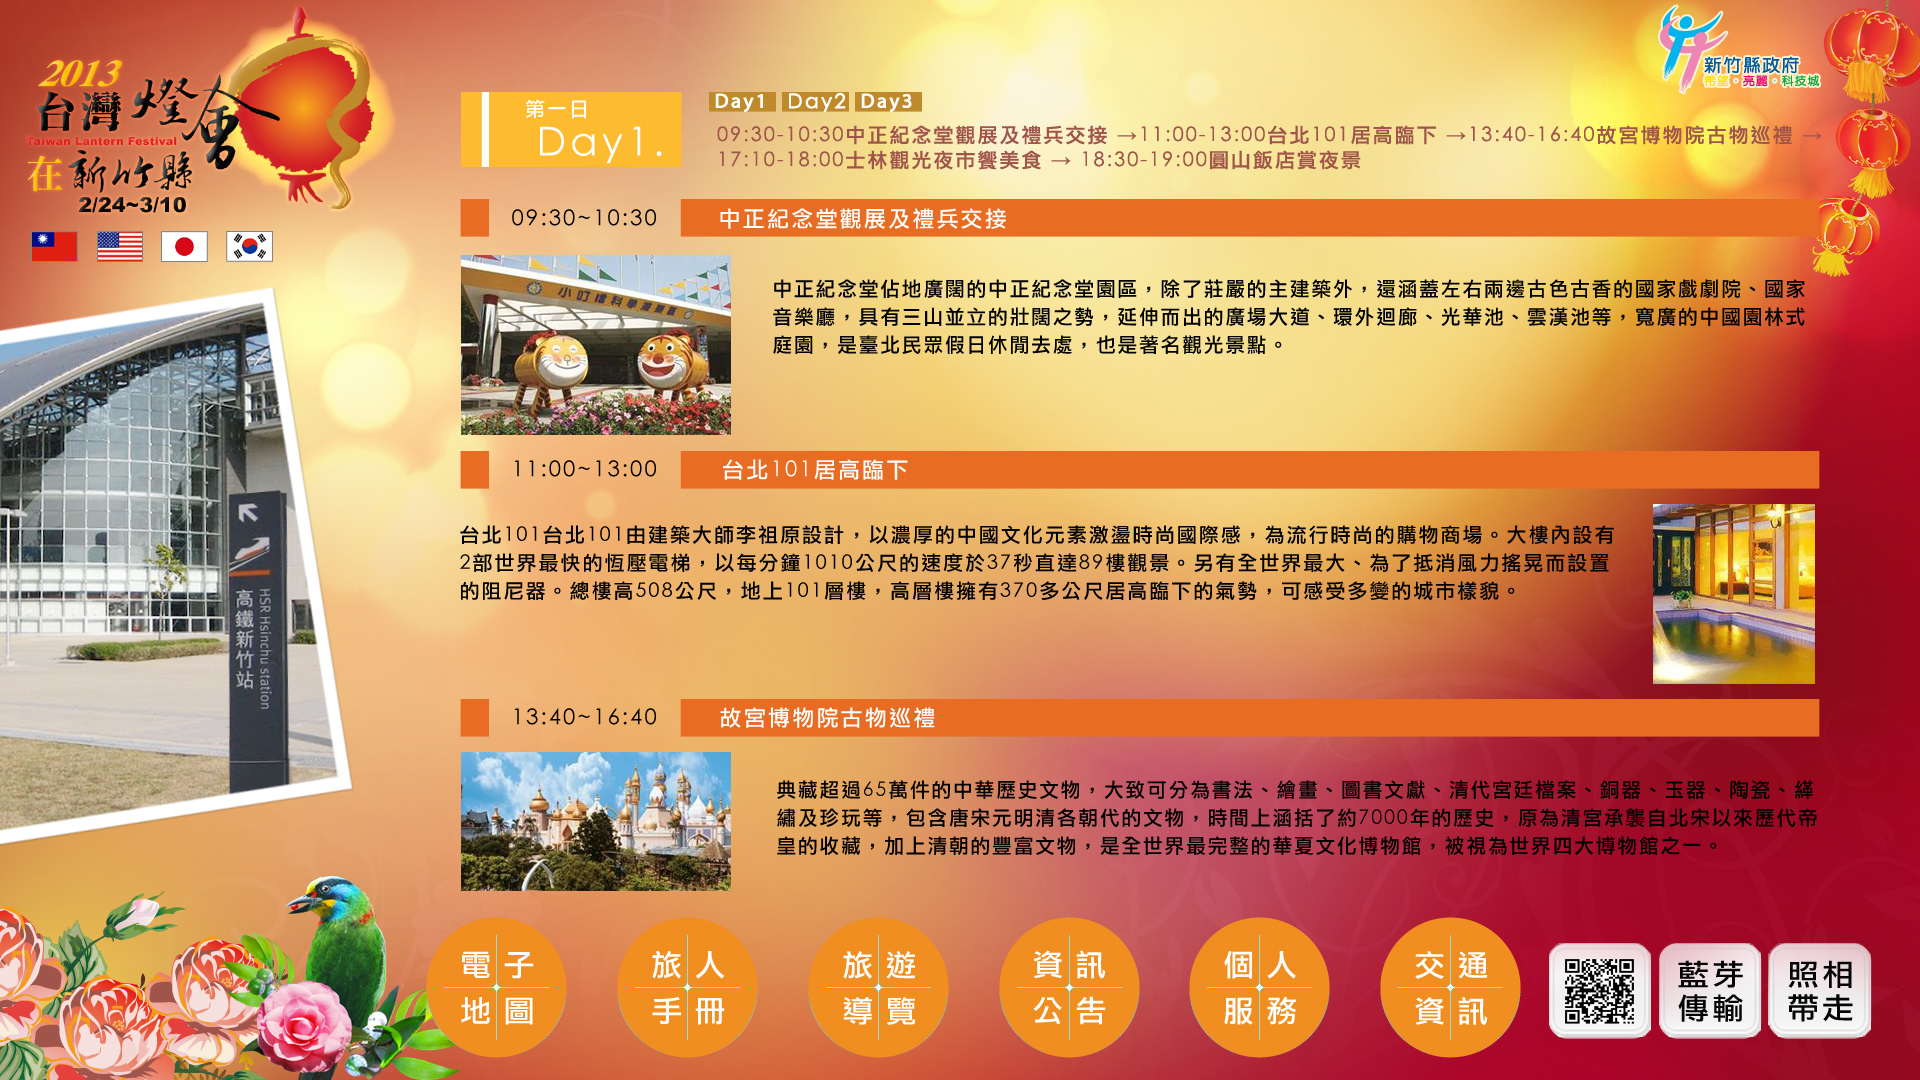 2013
台灣燈會
Taiwan Lantern Festival
在新竹縣
2/24~3/10
新竹縣政府
希望・亮麗・科技城
第一日
Day1.
Day1 Day2 Day3
09:30-10:30中正紀念堂觀展及禮兵交接 →11:00-13:00台北101居高臨下 →13:40-16:40故宮博物院古物巡禮 →
17:10-18:00士林觀光夜市饗美食 → 18:30-19:00圓山飯店賞夜景
09:30~10:30 中正紀念堂觀展及禮兵交接
小叮噹科學遊樂區
中正紀念堂佔地廣闊的中正紀念堂園區，除了莊嚴的主建築外，還涵蓋左右兩邊古色古香的國家戲劇院、國家
音樂廳，具有三山並立的壯闊之勢，延伸而出的廣場大道、環外迴廊、光華池、雲漢池等，寬廣的中國園林式
庭園，是臺北民眾假日休閒去處，也是著名觀光景點。
11:00~13:00 台北101居高臨下
台北101台北101由建築大師李祖原設計，以濃厚的中國文化元素激盪時尚國際感，為流行時尚的購物商場。大樓內設有
2部世界最快的恆壓電梯，以每分鐘1010公尺的速度於37秒直達89樓觀景。另有全世界最大、為了抵消風力搖晃而設置
的阻尼器。總樓高508公尺，地上101層樓，高層樓擁有370多公尺居高臨下的氣勢，可感受多變的城市樣貌。
高鐵新竹站
HSR Hsinchu station
13:40~16:40 故宮博物院古物巡禮
典藏超過65萬件的中華歷史文物，大致可分為書法、繪畫、圖書文獻、清代宮廷檔案、銅器、玉器、陶瓷、緙
繡及珍玩等，包含唐宋元明清各朝代的文物，時間上涵括了約7000年的歷史，原為清宮承襲自北宋以來歷代帝
皇的收藏，加上清朝的豐富文物，是全世界最完整的華夏文化博物館，被視為世界四大博物館之一。
電子
地圖
旅人
手冊
旅遊
導覽
資訊
公告
個人
服務
交通
資訊
藍芽
傳輸
照相
帶走